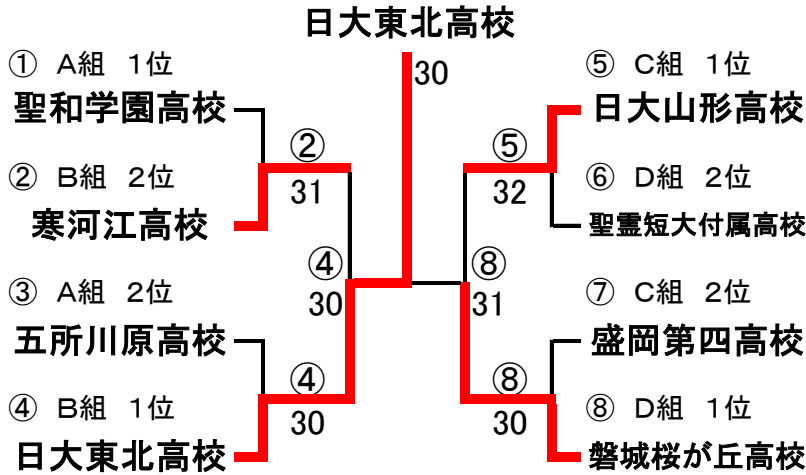 日大東北高校
30
① A組 1位
聖和学園高校
② B組 2位
寒河江高校
②
31
③ A組 2位
五所川原高校
④ B組 1位
日大東北高校
④
30
④
30
⑤ C組 1位
日大山形高校
⑥ D組 2位
聖霊短大付属高校
⑤
32
⑦ C組 2位
盛岡第四高校
⑧ D組 1位
磐城桜が丘高校
⑧
30
⑧
31